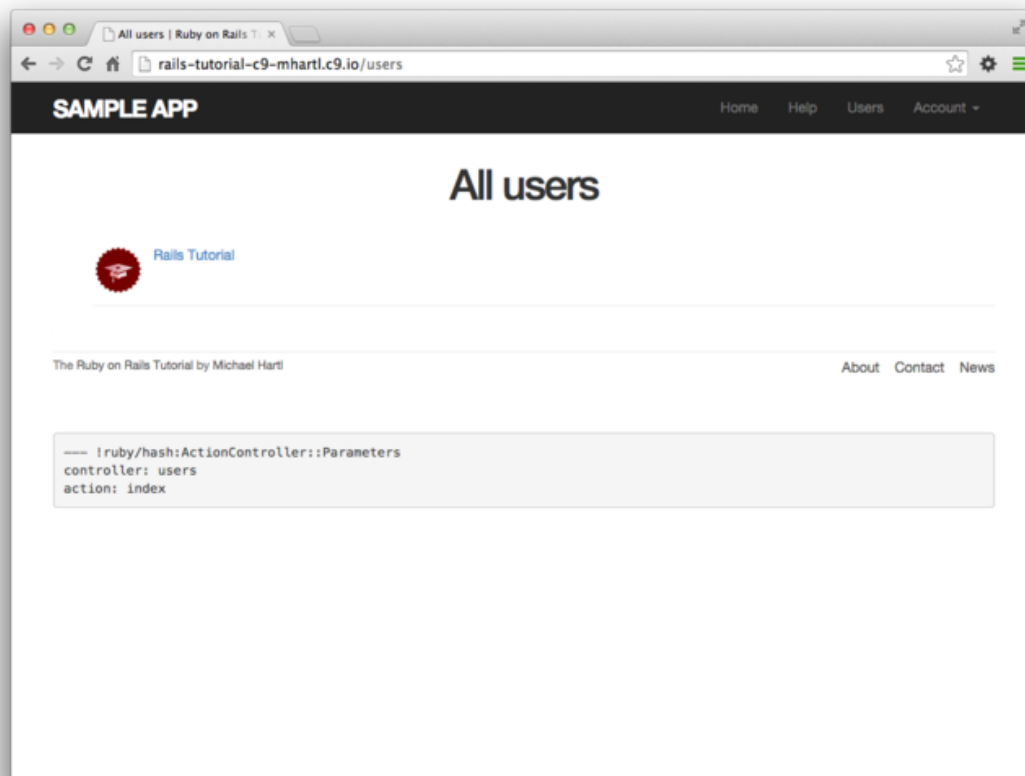 All users | Ruby on Rails T
rails-tutorial-c9-mhartl.c9.io/users
SAMPLE APP
Home Help Users Account
All users
Rails Tutorial
The Ruby on Rails Tutorial by Michael Hartl
About Contact News
--- !ruby/hash:ActionController::Parameters
controller: users
action: index